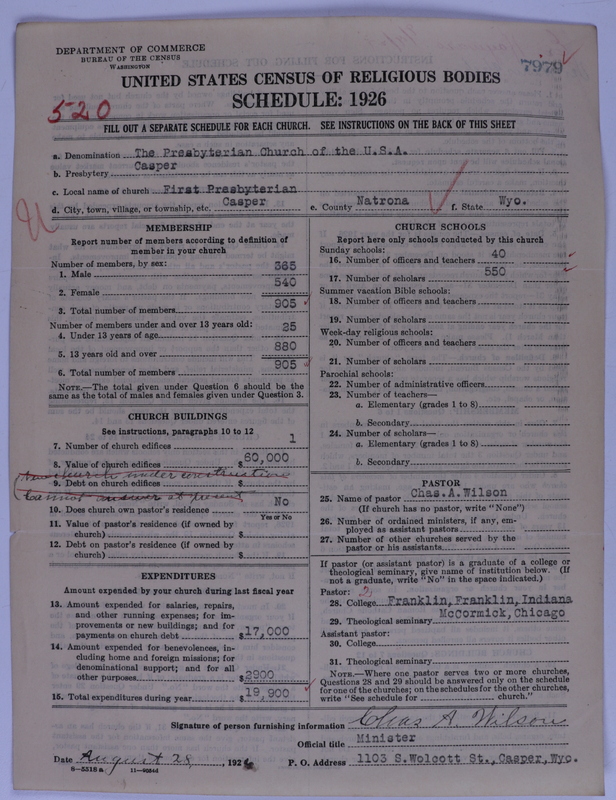 DEPARTMENT OF COMMERCE
BUREAU OF THE CENSUS
WASHINGTON
7979
UNITED STATES CENSUS OF RELIGIOUS BODIES
SCHEDULE: 1926
520
FILL OUT A SEPARATE SCHEDULE FOR EACH CHURCH. SEE INSTRUCTIONS ON THE BACK OF THIS SHEET
a. Denomination The Presbyterian Church of the U.S.A.
b. Presbytery Casper
c. Local name of church First Presbyterian
d. City, town, village, or township, etc. Casper e. County Natrona f. State Wyo.
MEMBERSHIP
Report number of members according to definition of
member in your church
Number of members, by sex:
1. Male 365
2. Female 540
3. Total number of members 905
Number of members under and over 13 years old:
4. Under 13 years of age 25
5. 13 years old and over 880
6. Total number of members 905
NOTE.—The total given under Question 6 should be
same as the total of males and females given under Question 3.
CHURCH BUILDINGS
See instructions, paragraphs 10 to 12
7. Number of church edifices 1
8. Value of church edifices $60,000
new church under construction
9. Debt on church edifices $
Cannot answer at present
10. Does church own pastor's residence No
Yes or No
11. Value of pastor's residence (if owned by
church) $
12. Debt on pastor's residence (if owned by
church) $
EXPENDITURES
Amount expended by your church during last fiscal year
13. Amount expended for salaries, repairs,
and other running expenses; for im-
provements or new buildings; and for
payments on church debt $17,000
14. Amount expended for benevolences, in-
cluding home and foreign missions; for
denominational support; and for all
other purposes $2900
15. Total expenditures during year $19,900
CHURCH SCHOOLS
Report here only schools conducted by this church
Sunday schools:
16. Number of officers and teachers 40
17. Number of scholars 550
Summer vacation Bible schools:
18. Number of officers and teachers
19. Number of scholars
Week-day religious schools:
20. Number of officers and teachers
21. Number of scholars
Parochial schools:
22. Number of administrative officers
23. Number of teachers—
a. Elementary (grades 1 to 8)
b. Secondary
24. Number of scholars—
a. Elementary (grades 1 to 8)
b. Secondary
PASTOR
25. Name of pastor Chas.A.Wilson
(If church has no pastor, write "None")
26. Number of ordained ministers, if any, em-
ployed as assistant pastors
27. Number of other churches served by the
pastor or his assistants
If pastor (or assistant pastor) is a graduate of a college or
theological seminary, give name of institution below. (If
not a graduate, write "No" in the space indicated.)
Pastor: 2
28. College Franklin, Franklin, Indiana
29. Theological seminary McCormick, Chicago
Assistant pastor:
30. College
31. Theological seminary
NOTE.—Where one pastor serves two or more churches,
Questions 28 and 29 should be answered only on the schedule
for one of the churches; on the schedules for the other churches,
write "See schedule for church."
Signature of person furnishing information Chas A. Wilson
Official title Minister
Date August 28, 1926 P. O. Address 1103 S.Wolcott St., Casper, Wyo.